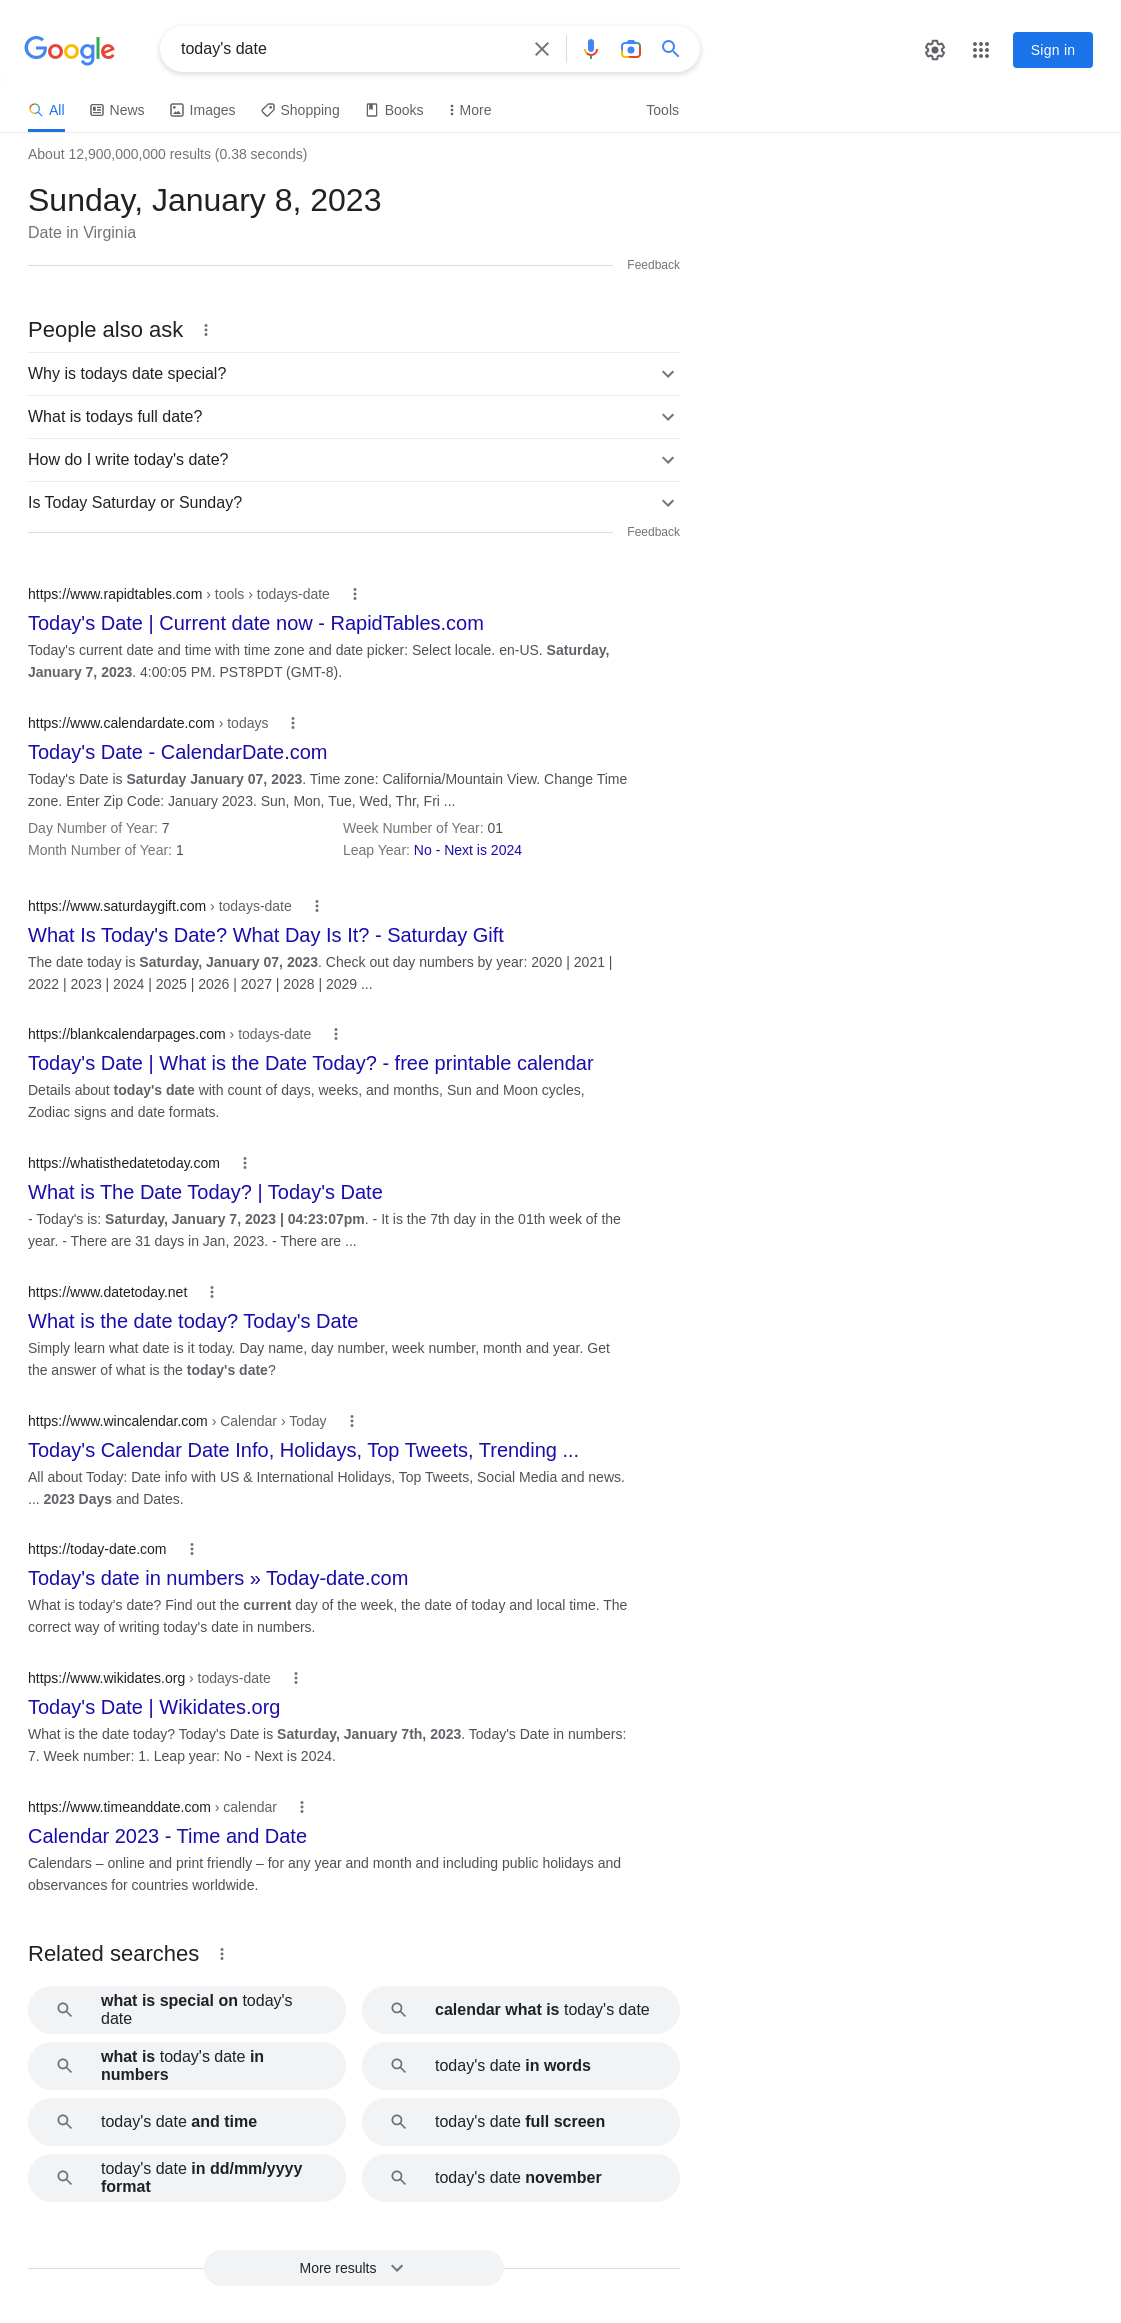 Google
today's date
Sign in
All
News
Images
Shopping
Books
More
Tools
About 12,900,000,000 results (0.38 seconds)
Sunday, January 8, 2023
Date in Virginia
Feedback
People also ask
Why is todays date special?
What is todays full date?
How do I write today's date?
Is Today Saturday or Sunday?
Feedback
https://www.rapidtables.com › tools › todays-date
Today's Date | Current date now - RapidTables.com
Today's current date and time with time zone and date picker: Select locale. en-US. Saturday,
January 7, 2023. 4:00:05 PM. PST8PDT (GMT-8).
https://www.calendardate.com › todays
Today's Date - CalendarDate.com
Today's Date is Saturday January 07, 2023. Time zone: California/Mountain View. Change Time
zone. Enter Zip Code: January 2023. Sun, Mon, Tue, Wed, Thr, Fri ...
Day Number of Year: 7
Week Number of Year: 01
Month Number of Year: 1
Leap Year: No - Next is 2024
https://www.saturdaygift.com › todays-date
What Is Today's Date? What Day Is It? - Saturday Gift
The date today is Saturday, January 07, 2023. Check out day numbers by year: 2020 | 2021 |
2022 | 2023 | 2024 | 2025 | 2026 | 2027 | 2028 | 2029 ...
https://blankcalendarpages.com › todays-date
Today's Date | What is the Date Today? - free printable calendar
Details about today's date with count of days, weeks, and months, Sun and Moon cycles,
Zodiac signs and date formats.
https://whatisthedatetoday.com
What is The Date Today? | Today's Date
- Today's is: Saturday, January 7, 2023 | 04:23:07pm. - It is the 7th day in the 01th week of the
year. - There are 31 days in Jan, 2023. - There are ...
https://www.datetoday.net
What is the date today? Today's Date
Simply learn what date is it today. Day name, day number, week number, month and year. Get
the answer of what is the today's date?
https://www.wincalendar.com › Calendar › Today
Today's Calendar Date Info, Holidays, Top Tweets, Trending ...
All about Today: Date info with US & International Holidays, Top Tweets, Social Media and news.
... 2023 Days and Dates.
https://today-date.com
Today's date in numbers » Today-date.com
What is today's date? Find out the current day of the week, the date of today and local time. The
correct way of writing today's date in numbers.
https://www.wikidates.org › todays-date
Today's Date | Wikidates.org
What is the date today? Today's Date is Saturday, January 7th, 2023. Today's Date in numbers:
7. Week number: 1. Leap year: No - Next is 2024.
https://www.timeanddate.com › calendar
Calendar 2023 - Time and Date
Calendars – online and print friendly – for any year and month and including public holidays and
observances for countries worldwide.
Related searches
what is special on today's
date
calendar what is today's date
what is today's date in
numbers
today's date in words
today's date and time
today's date full screen
today's date in dd/mm/yyyy
format
today's date november
More results